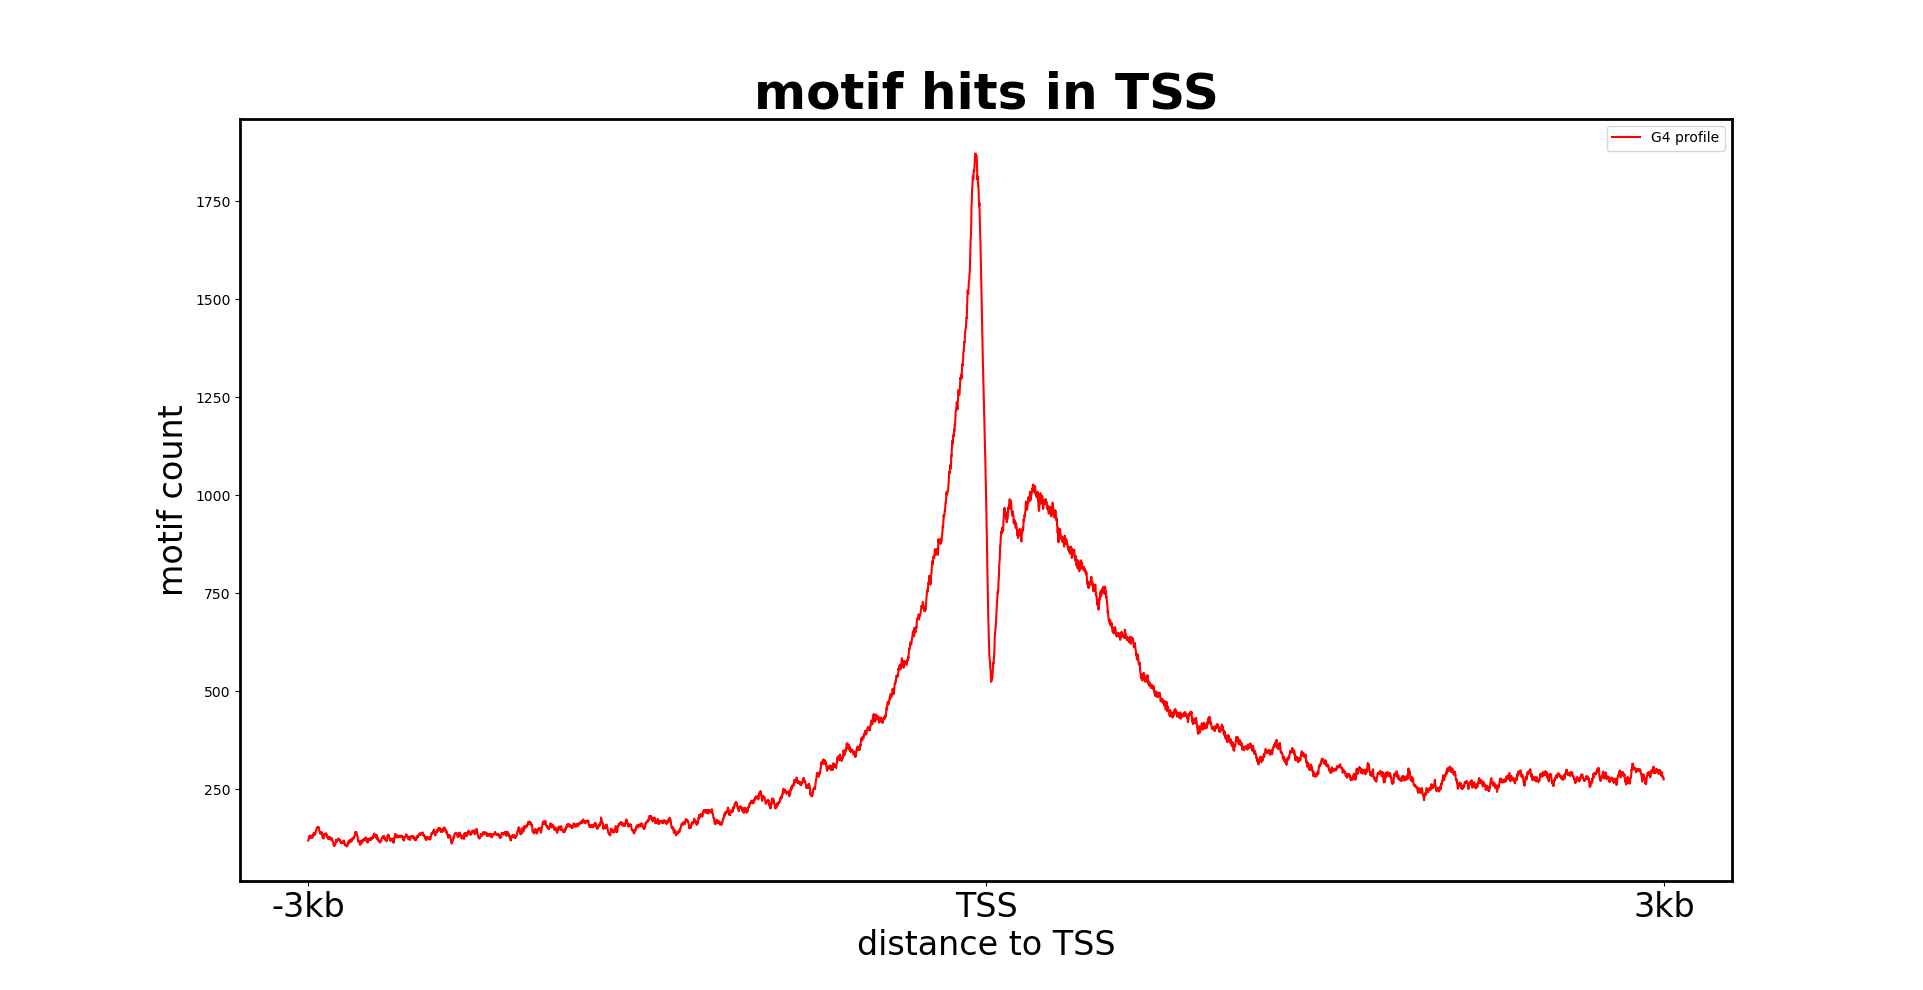 motif hits in TSS
G4 profile
1750
1500
1250
1000
750
500
250
motif count
-3kb
TSS
3kb
distance to TSS